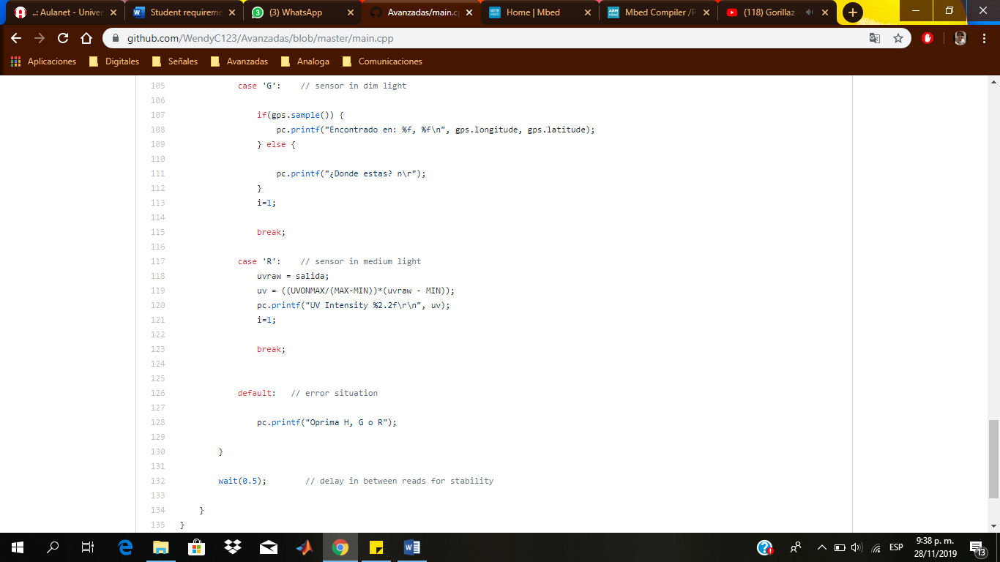 ..: Aulanet - Univer
Student requireme
(3) WhatsApp
Avanzadas/main.cp
Home | Mbed
Mbed Compiler /P
(118) Gorillaz -
github.com/WendyC123/Avanzadas/blob/master/main.cpp
Aplicaciones
Digitales
Señales
Avanzadas
Analoga
Comunicaciones
105 case 'G': // sensor in dim light
106
107 if(gps.sample()) {
108 pc.printf("Encontrado en: %f, %f\n", gps.longitude, gps.latitude);
109 } else {
110
111 pc.printf("¿Donde estas? n\r");
112 }
113 i=1;
114
115 break;
116
117 case 'R': // sensor in medium light
118 uvraw = salida;
119 uv = ((UVONMAX/(MAX-MIN))*(uvraw - MIN));
120 pc.printf("UV Intensity %2.2f\r\n", uv);
121 i=1;
122
123 break;
124
125
126 default: // error situation
127
128 pc.printf("Oprima H, G o R");
129
130 }
131
132 wait(0.5); // delay in between reads for stability
133
134 }
135 }
ESP
9:38 p. m.
28/11/2019
13